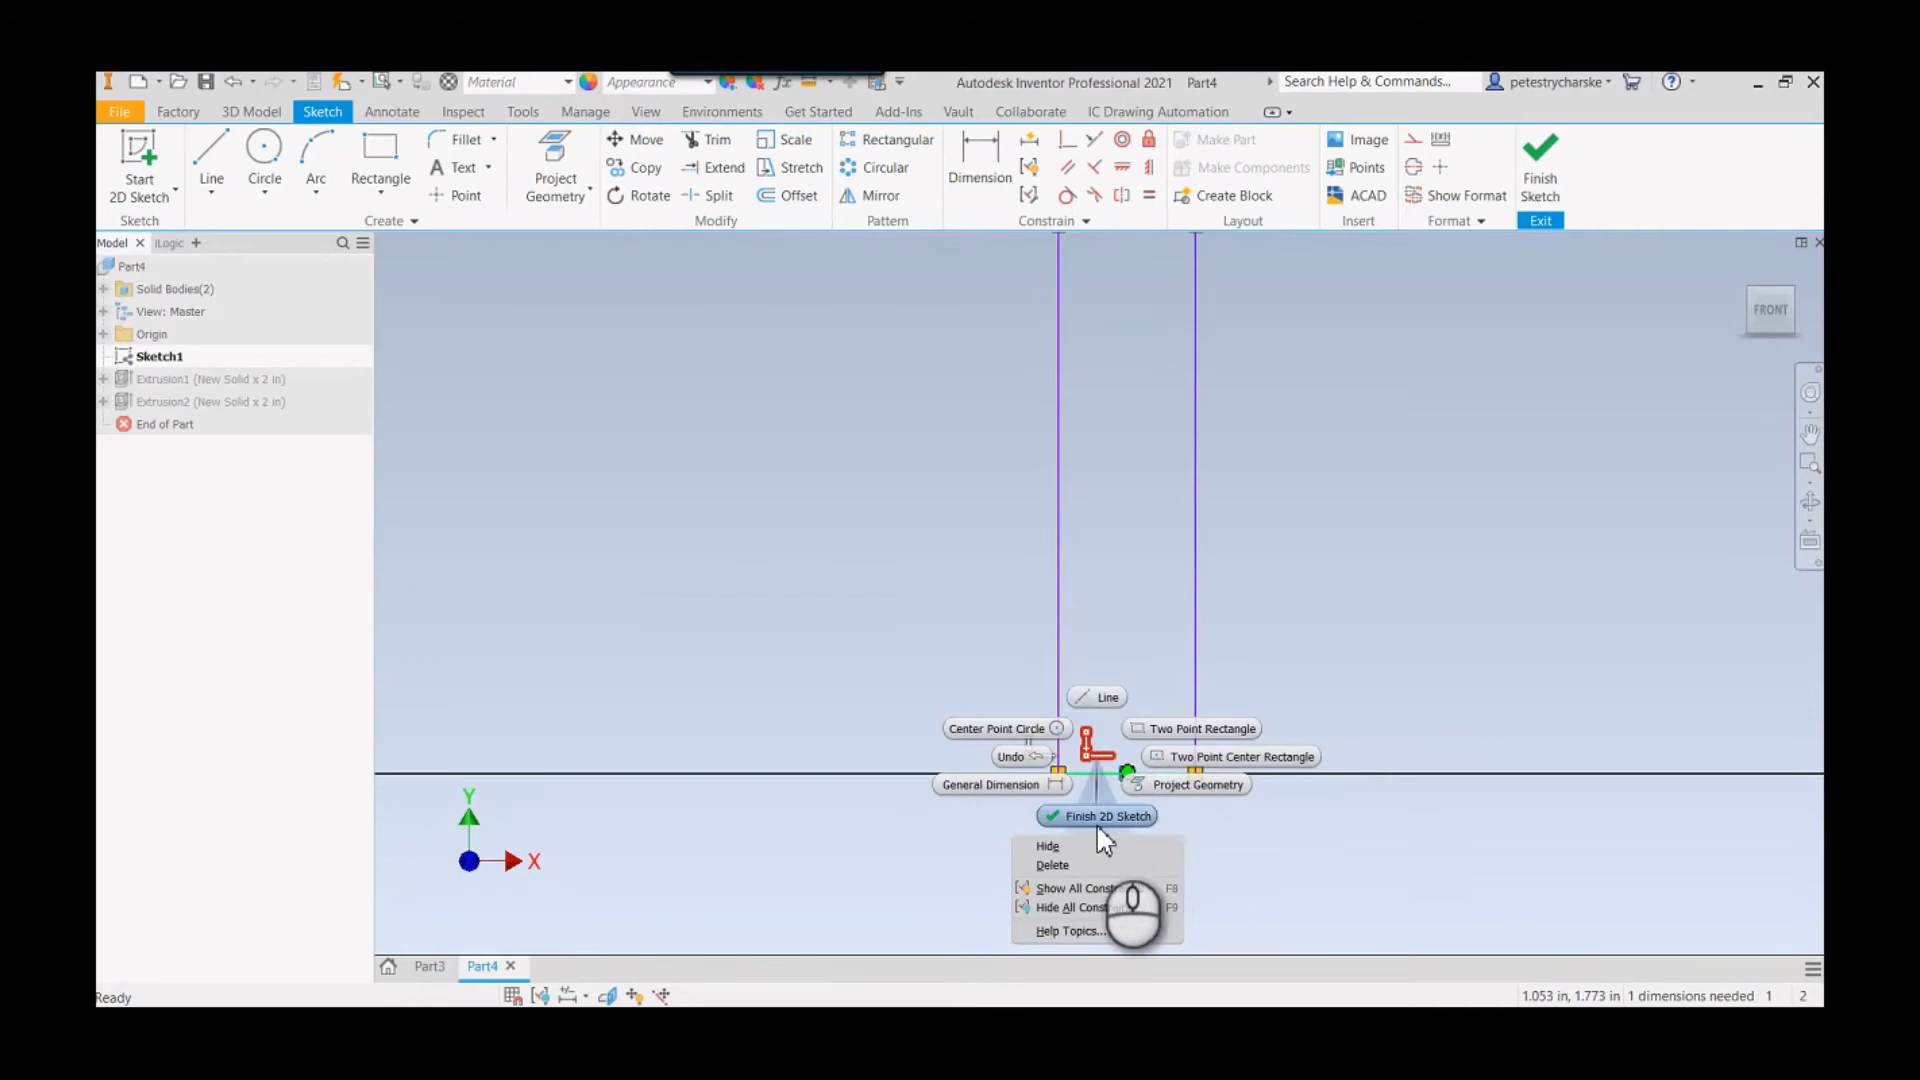 Material Appearance Autodesk Inventor Professional 2021 Part4 Search Help & Commands... petestrycharske
File Factory 3D Model Sketch Annotate Inspect Tools Manage View Environments Get Started Add-Ins Vault Collaborate IC Drawing Automation
Start
2D Sketch
Line
Circle
Arc
Rectangle
Fillet
Text
Point
Project
Geometry
Move
Copy
Rotate
Trim
Extend
Split
Scale
Stretch
Offset
Rectangular
Circular
Mirror
Dimension
Make Part
Make Components
Create Block
Image
Points
ACAD
Show Format
Finish
Sketch
Sketch Create Modify Pattern Constrain Layout Insert Format Exit
Model iLogic
Part4
Solid Bodies(2)
View: Master
Origin
Sketch1
Extrusion1 (New Solid x 2 in)
Extrusion2 (New Solid x 2 in)
End of Part
FRONT
Line
Center Point Circle
Two Point Rectangle
Undo
Two Point Center Rectangle
General Dimension
Project Geometry
Finish 2D Sketch
Hide
Delete
Show All F8
Hide All F9
Help Topics...
Y
X
Part3 Part4
Ready
1.053 in, 1.773 in 1 dimensions needed 1 2